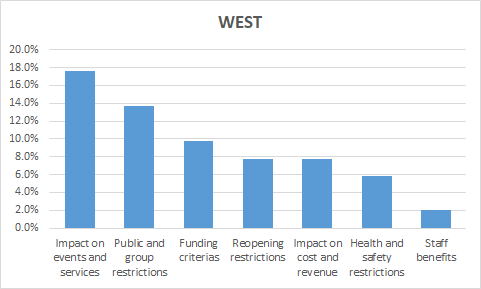 WEST
20.0%
18.0%
16.0%
14.0%
12.0%
10.0%
8.0%
6.0%
4.0%
2.0%
0.0%
Impact on
events and
services
Public and
group
restrictions
Funding
criterias
Reopening
restrictions
Impact on
cost and
revenue
Health and
safety
restrictions
Staff
benefits